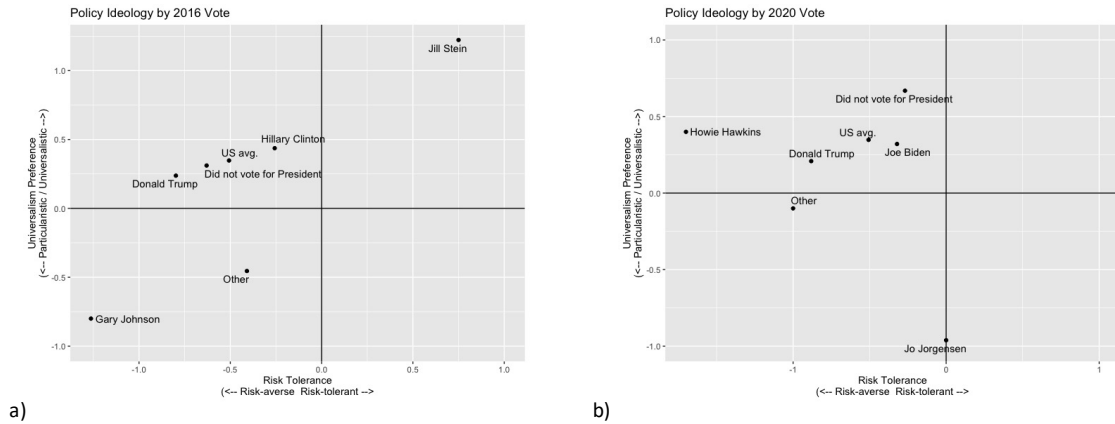 Policy Ideology by 2016 Vote
Universalism Preference
(<-- Particularistic / Universalistic -->)
1.0
0.5
0.0
-0.5
-1.0
Jill Stein
Hillary Clinton
US avg.
Did not vote for President
Donald Trump
Other
Gary Johnson
-1.0 -0.5 0.0 0.5 1.0
Risk Tolerance
(<-- Risk-averse Risk-tolerant -->
a)
Policy Ideology by 2020 Vote
Universalism Preference
(<-- Particularistic / Universalistic -->)
1.0
0.5
0.0
-0.5
-1.0
Did not vote for President
Howie Hawkins
US avg.
Joe Biden
Donald Trump
Other
Jo Jorgensen
-1 0 1
Risk Tolerance
(<-- Risk-averse Risk-tolerant -->
b)